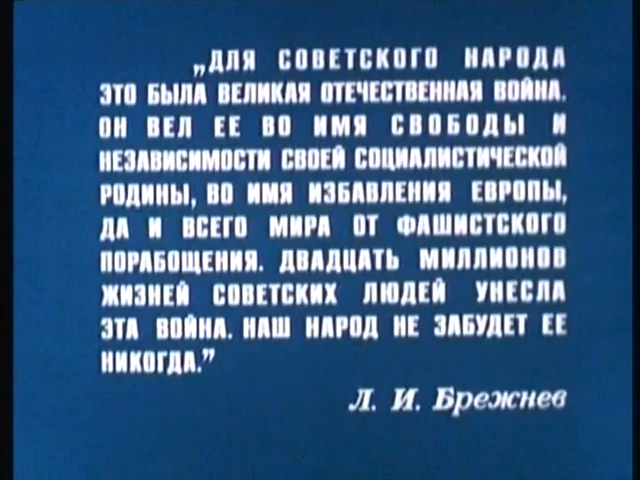 „ДЛЯ СОВЕТСКОГО НАРОДА
ЭТО БЫЛА ВЕЛИКАЯ ОТЕЧЕСТВЕННАЯ ВОЙНА.
ОН ВЕЛ ЕЕ ВО ИМЯ СВОБОДЫ И
НЕЗАВИСИМОСТИ СВОЕЙ СОЦИАЛИСТИЧЕСКОЙ
РОДИНЫ, ВО ИМЯ ИЗБАВЛЕНИЯ ЕВРОПЫ,
ДА И ВСЕГО МИРА ОТ ФАШИСТСКОГО
ПОРАБОЩЕНИЯ. ДВАДЦАТЬ МИЛЛИОНОВ
ЖИЗНЕЙ СОВЕТСКИХ ЛЮДЕЙ УНЕСЛА
ЭТА ВОЙНА. НАШ НАРОД НЕ ЗАБУДЕТ ЕЕ
НИКОГДА.”
Л. И. Брежнев